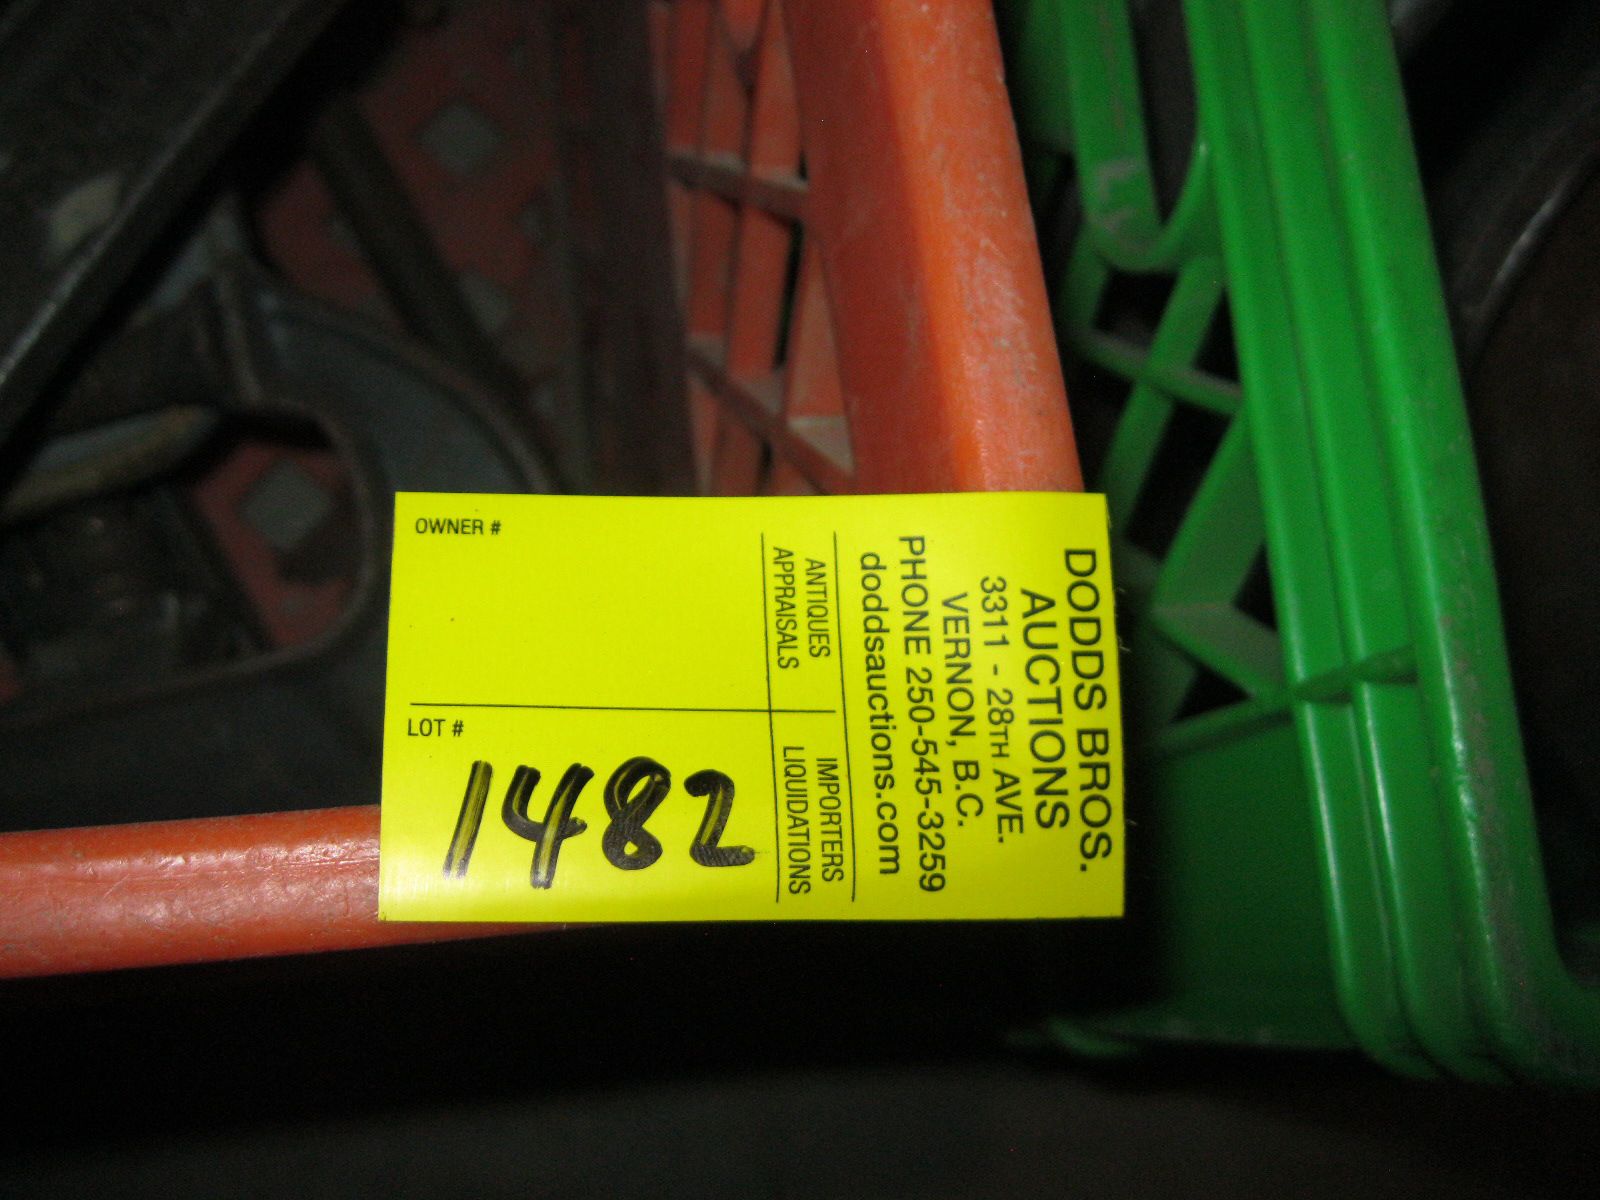 OWNER #
LOT #
1482
ANTIQUES
APPRAISALS
IMPORTERS
LIQUIDATIONS
DODDS BROS.
AUCTIONS
3311 - 28TH AVE.
VERNON, B.C.
PHONE 250-545-3259
doddsauctions.com